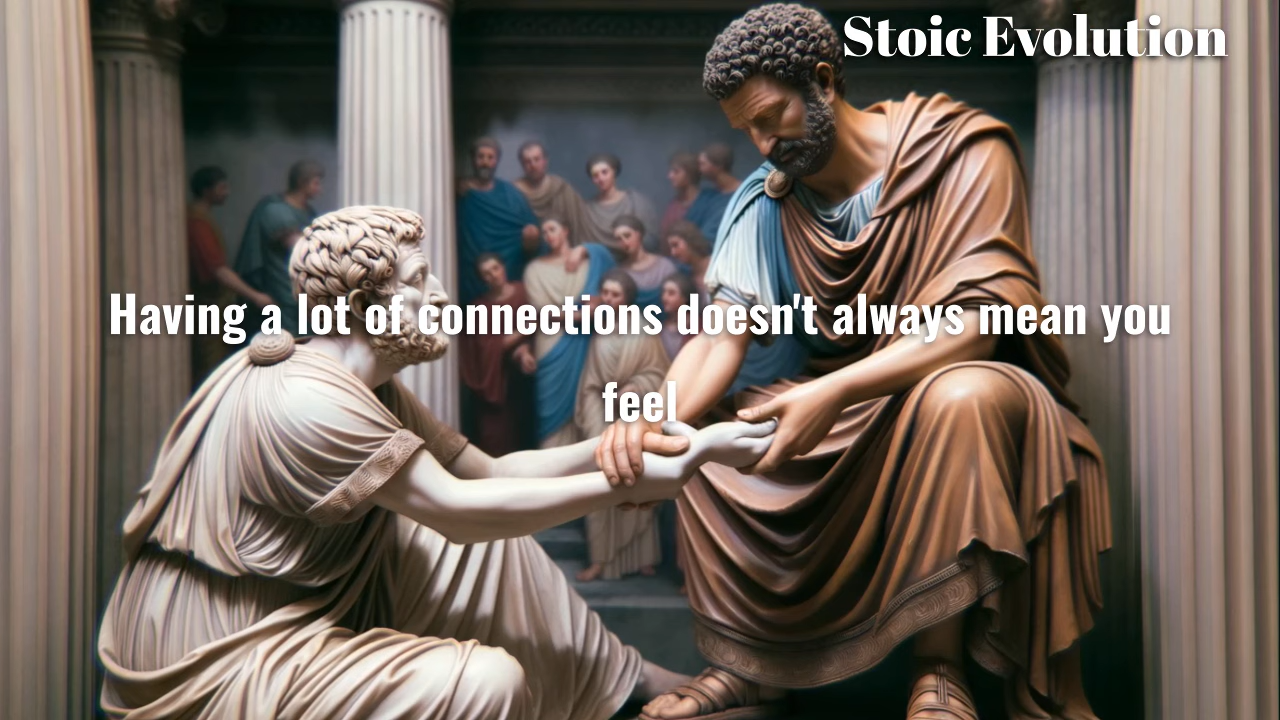 Stoic Evolution
Having a lot of connections doesn't always mean you
feel